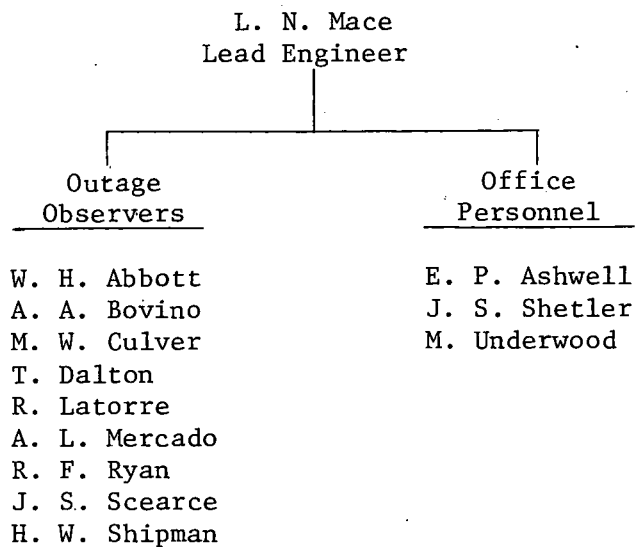 L. N. Mace
Lead Engineer
Outage
Observers
W. H. Abbott
A. A. Bovino
M. W. Culver
T. Dalton
R. Latorre
A. L. Mercado
R. F. Ryan
J. S. Scearce
H. W. Shipman
Office
Personnel
E. P. Ashwell
J. S. Shetler
M. Underwood